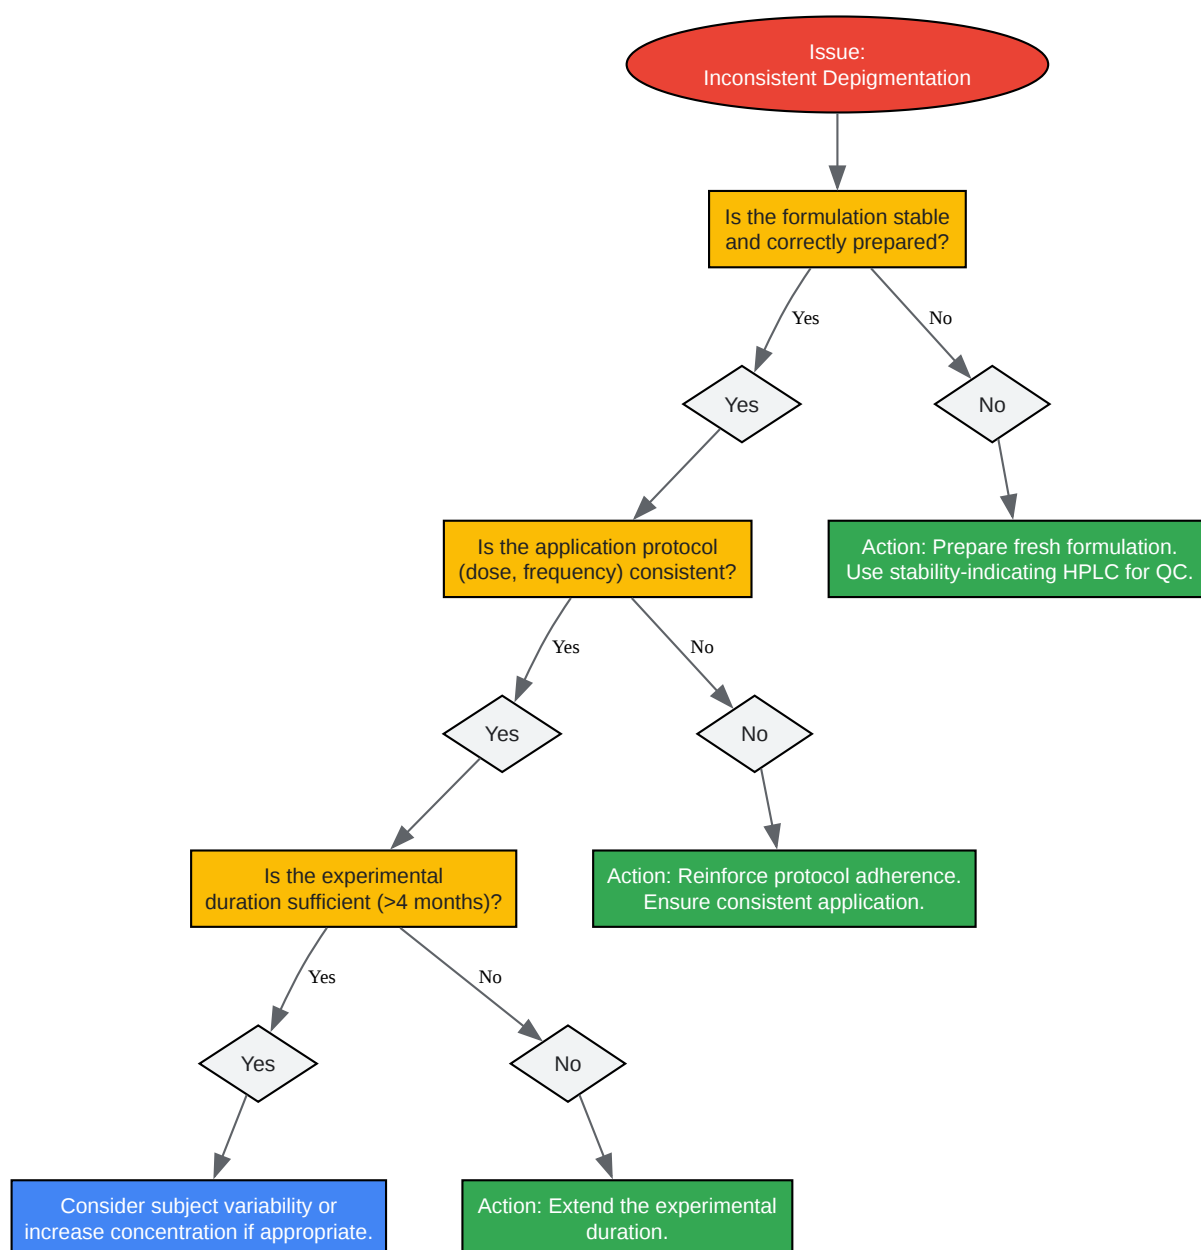 Issue:
Inconsistent Depigmentation
Is the formulation stable
and correctly prepared?
Yes
No
Yes
No
Is the application protocol
(dose, frequency) consistent?
Action: Prepare fresh formulation.
Use stability-indicating HPLC for QC.
Yes
No
Yes
No
Is the experimental
duration sufficient (>4 months)?
Action: Reinforce protocol adherence.
Ensure consistent application.
Yes
No
Yes
No
Consider subject variability or
increase concentration if appropriate.
Action: Extend the experimental
duration.